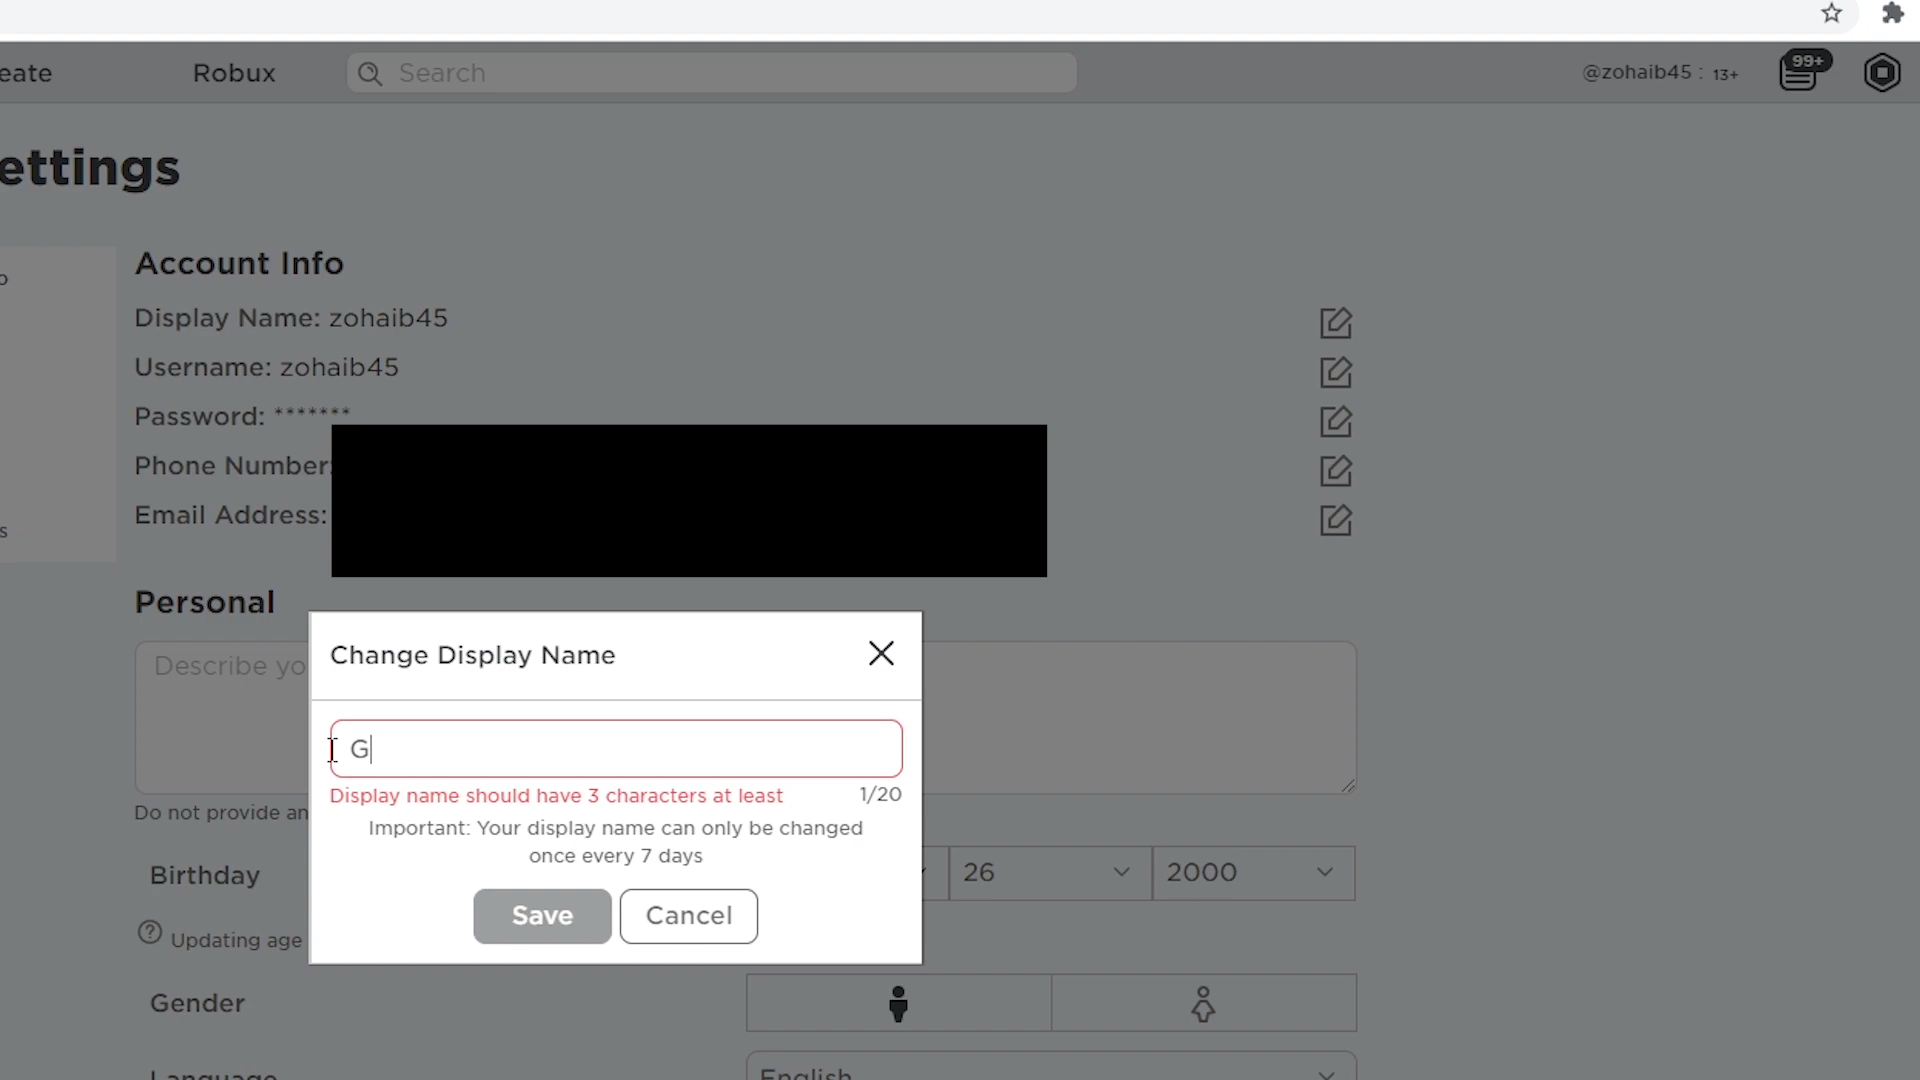 eate
Robux
Search
@zohaib45 : 13+
99+
ettings
o
s
Account Info
Display Name: zohaib45
Username: zohaib45
Password: *******
Phone Number:
Email Address:
Personal
Describe yo
Do not provide an
Change Display Name
G
Display name should have 3 characters at least
1/20
Important: Your display name can only be changed
once every 7 days
Save
Cancel
Birthday
26
2000
Updating age
Gender
Language
English